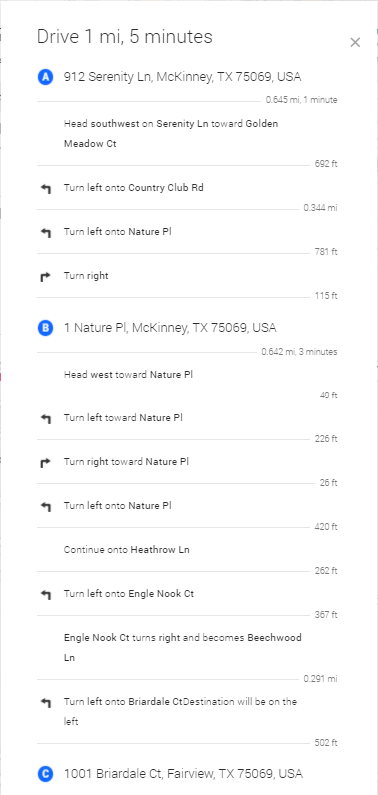 Drive 1 mi, 5 minutes
A 912 Serenity Ln, McKinney, TX 75069, USA
0.645 mi, 1 minute
Head southwest on Serenity Ln toward Golden
Meadow Ct
692 ft
Turn left onto Country Club Rd
0.344 mi
Turn left onto Nature Pl
781 ft
Turn right
115 ft
B 1 Nature Pl, McKinney, TX 75069, USA
0.642 mi, 3 minutes
Head west toward Nature Pl
40 ft
Turn left toward Nature Pl
226 ft
Turn right toward Nature Pl
26 ft
Turn left onto Nature Pl
420 ft
Continue onto Heathrow Ln
262 ft
Turn left onto Engle Nook Ct
367 ft
Engle Nook Ct turns right and becomes Beechwood
Ln
0.291 mi
Turn left onto Briardale CtDestination will be on the
left
502 ft
C 1001 Briardale Ct, Fairview, TX 75069, USA